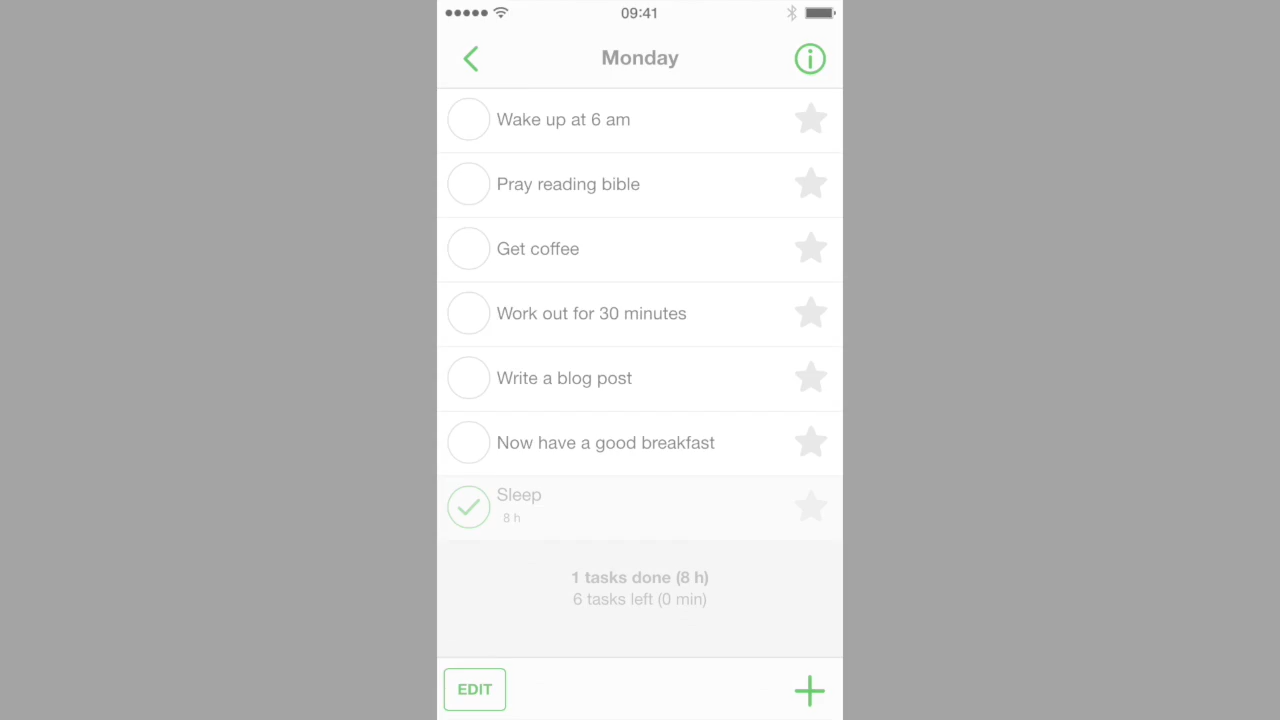 09:41
Monday
Wake up at 6 am
Pray reading bible
Get coffee
Work out for 30 minutes
Write a blog post
Now have a good breakfast
Sleep
8 h
1 tasks done (8 h)
6 tasks left (0 min)
EDIT